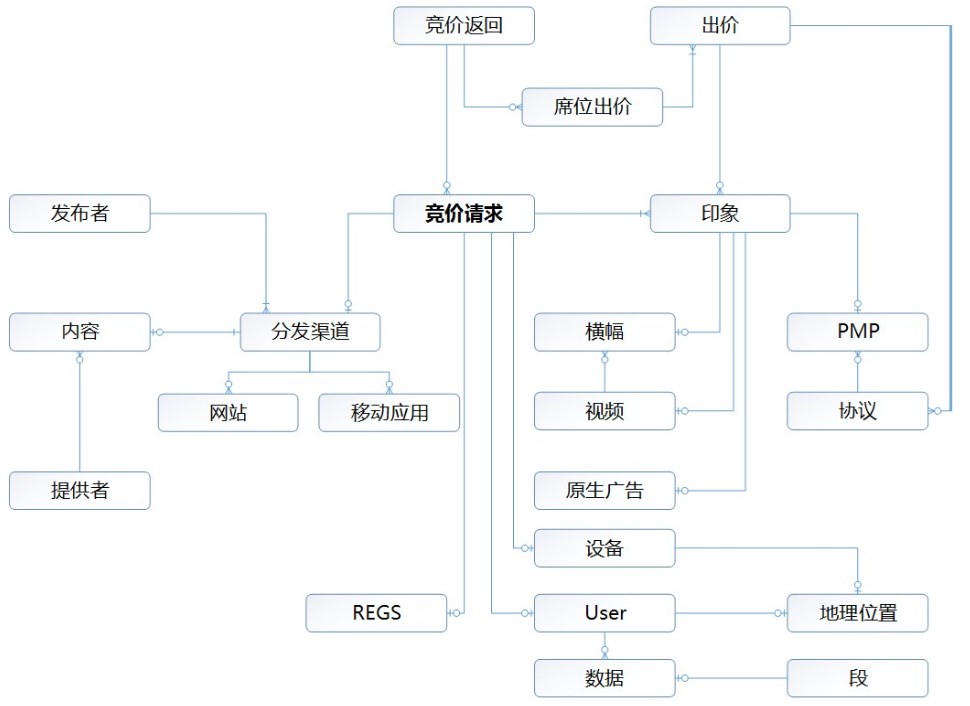 竞价返回
出价
席位出价
发布者
竞价请求
印象
内容
分发渠道
横幅
PMP
网站
移动应用
视频
协议
提供者
原生广告
设备
REGS
User
地理位置
数据
段